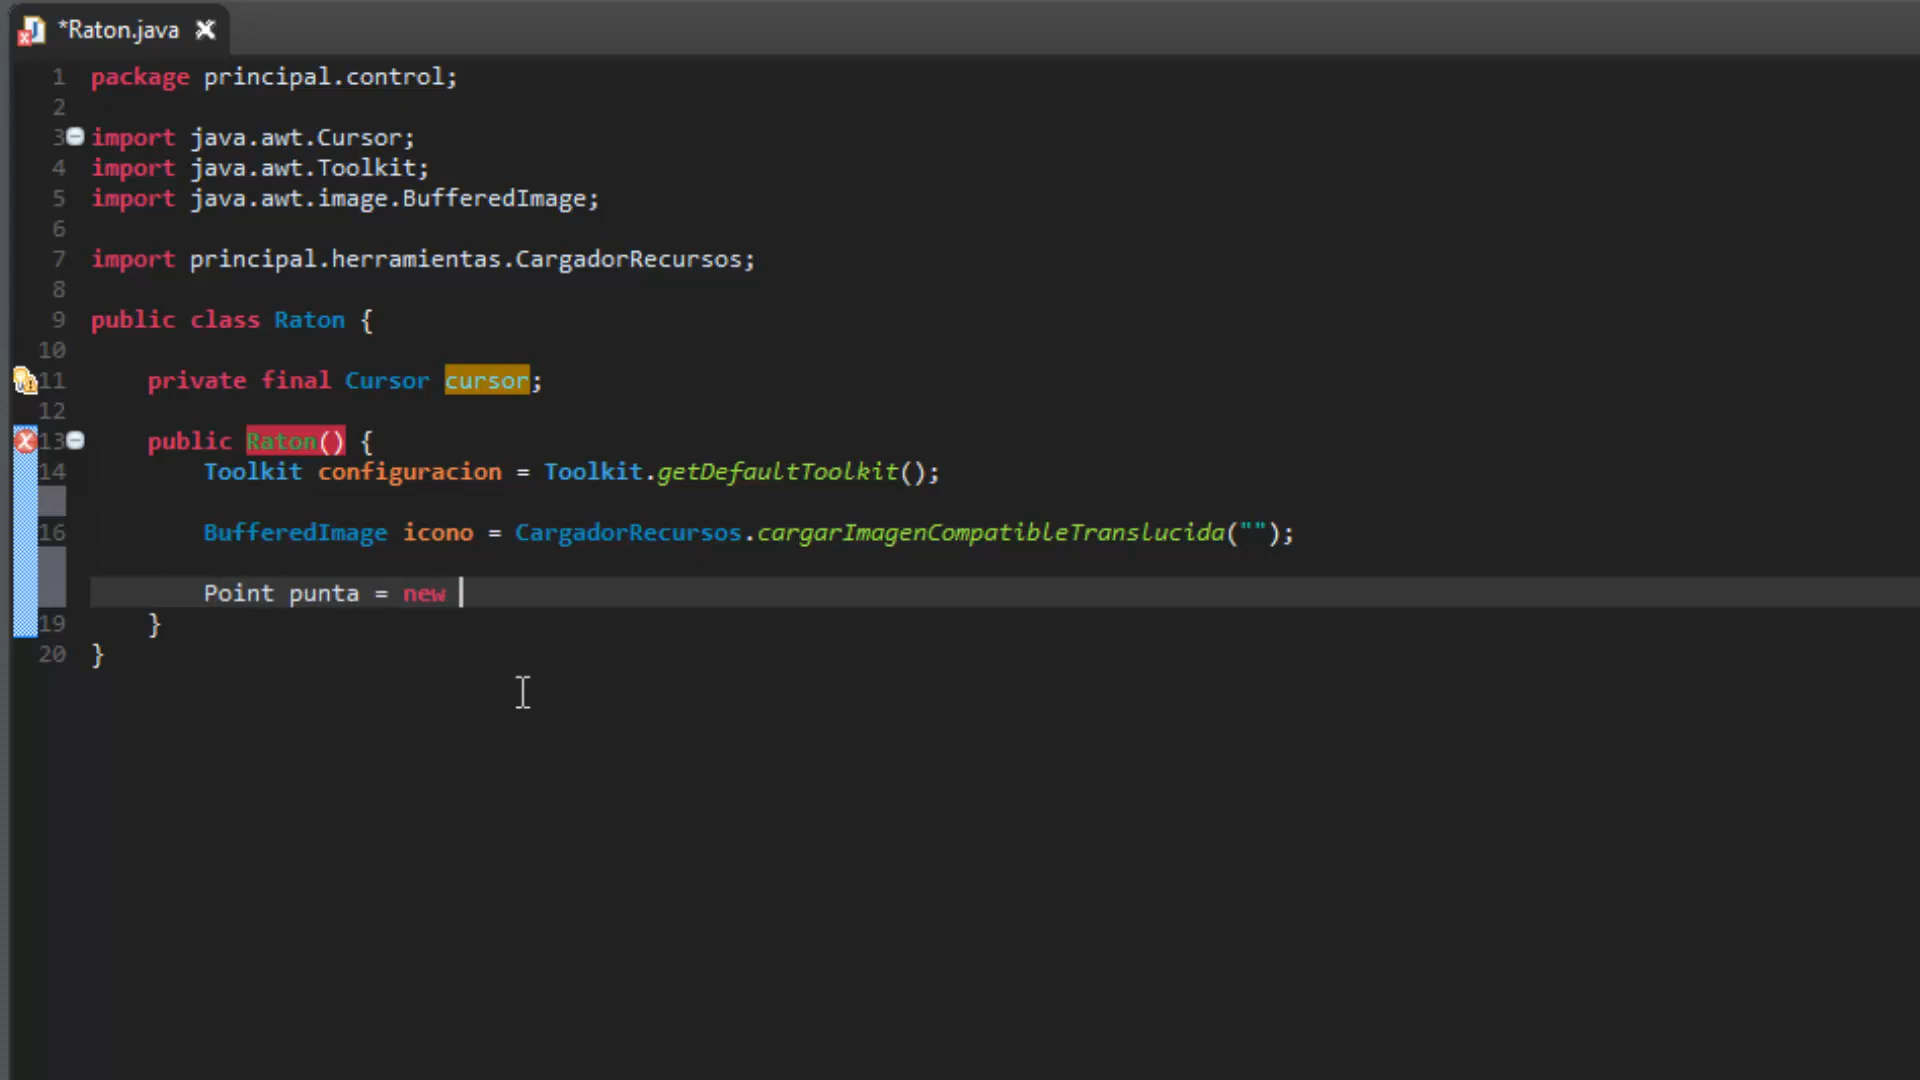 *Raton.java
1 package principal.control;
2
3 import java.awt.Cursor;
4 import java.awt.Toolkit;
5 import java.awt.image.BufferedImage;
6
7 import principal.herramientas.CargadorRecursos;
8
9 public class Raton {
10
11 private final Cursor cursor;
12
13 public Raton() {
14 Toolkit configuracion = Toolkit.getDefaultToolkit();
16 BufferedImage icono = CargadorRecursos.cargarImagenCompatibleTranslucida("");
Point punta = new
19 }
20 }